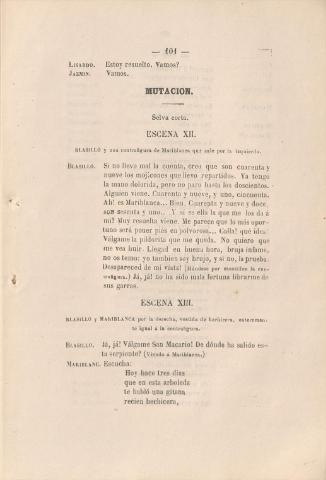 — 101 —
LISARDO. Estoy resuelto. Vamos?
JAZMIN. Vamos.
MUTACION.
Selva corta.
ESCENA XII.
BLASILLO y una contrafigura de Mariblanca que sale por la izquierda.
BLASILLO. Si no llevo mal la cuenta, creo que son cuarenta y
nueve los mojicones que llevo repartidos. Ya tengo
la mano dolorida, pero no paro hasta los doscientos.
Alguien viene. Cuarenta y nueve, y uno, cincuenta.
Ah! es Mariblanca... Bien. Cuarenta y nueve y doce,
son sesenta y uno... Y si es ella la que me los da á
mí? Muy resuelta viene. Me parece que lo mas opor-
tuno será poner piés en polvorosa... Calla! qué idea!
Válgame la pildorita que me queda. No quiero que
me vea huir. Llegad en buena hora, bruja infame,
no os temo: yo tambien soy brujo, y si no, la prueba.
Desapareced de mi vista! (Húndese por escotillon la con-
trafigura.) Já, já! no ha sido mala fortuna librarme de
sus garras.
ESCENA XIII.
BLASILLO y MARIBLANCA por la derecha, vestida de hechicera, exteramen-
te igual á la contrafigura.
BLASILLO. Já, já! Válgame San Macario! De dónde ha salido es-
ta serpiente? (Viendo á Mariblanca.)
MARIBLANC. Escucha:
Hoy hace tres dias
que en esta arboleda
te habló una gitana
recien hechicera,